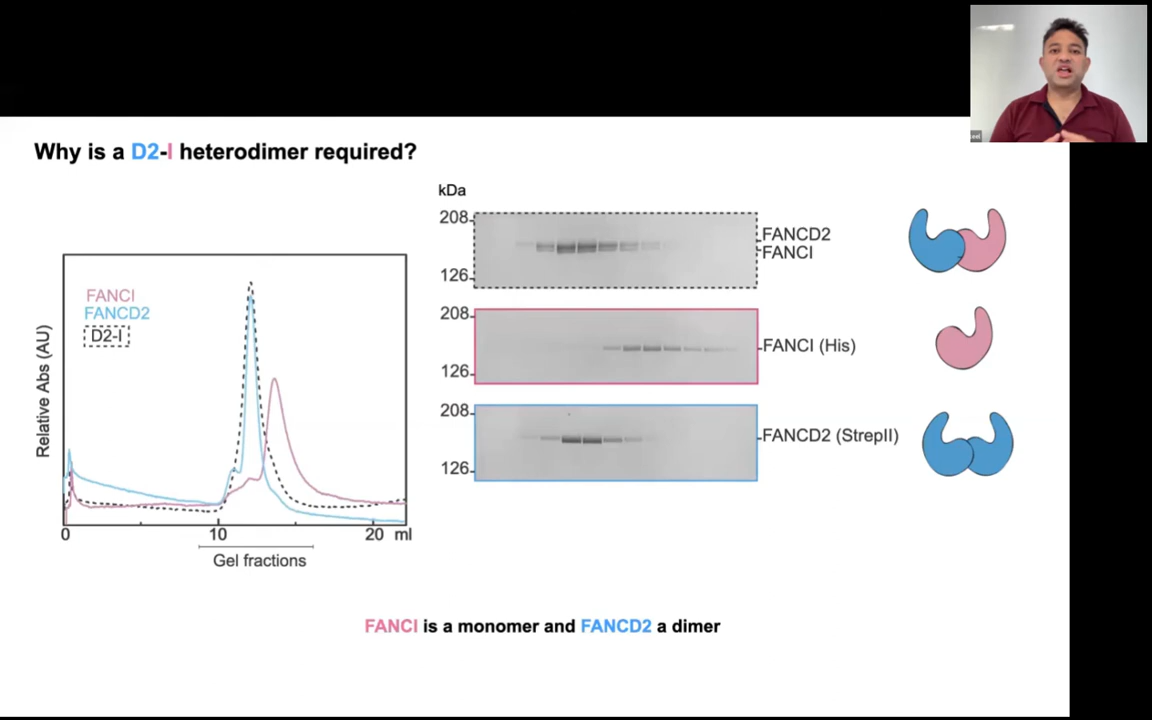 Why is a D2-I heterodimer required?
kDa
208
126
FANCD2
FANCI
208
126
FANCI (His)
208
126
FANCD2 (StrepII)
FANCI
FANCD2
D2-I
Relative Abs (AU)
0 10 20 ml
Gel fractions
FANCI is a monomer and FANCD2 a dimer